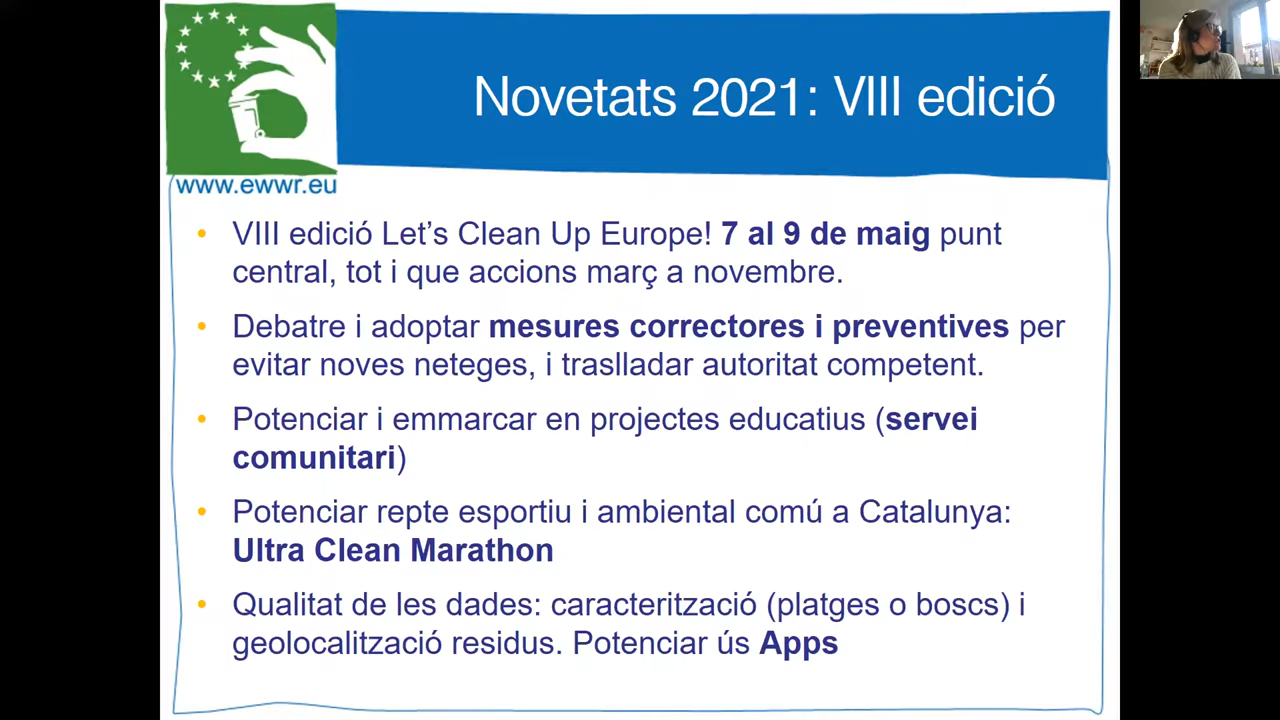 Novetats 2021: VIII edició
www.ewwr.eu
• VIII edició Let's Clean Up Europe! 7 al 9 de maig punt
central, tot i que accions març a novembre.
• Debatre i adoptar mesures correctores i preventives per
evitar noves neteges, i traslladar autoritat competent.
• Potenciar i emmarcar en projectes educatius (servei
comunitari)
• Potenciar repte esportiu i ambiental comú a Catalunya:
Ultra Clean Marathon
• Qualitat de les dades: caracterització (platges o boscs) i
geolocalització residus. Potenciar ús Apps